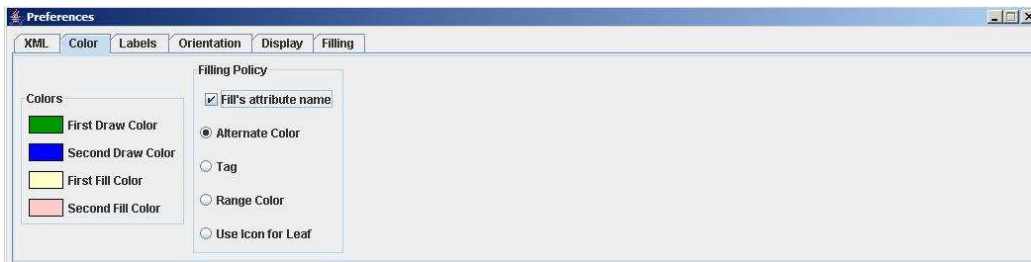 Preferences
XML Color Labels Orientation Display Filling
Colors
First Draw Color
Second Draw Color
First Fill Color
Second Fill Color
Filling Policy
Fill's attribute name
Alternate Color
Tag
Range Color
Use Icon for Leaf